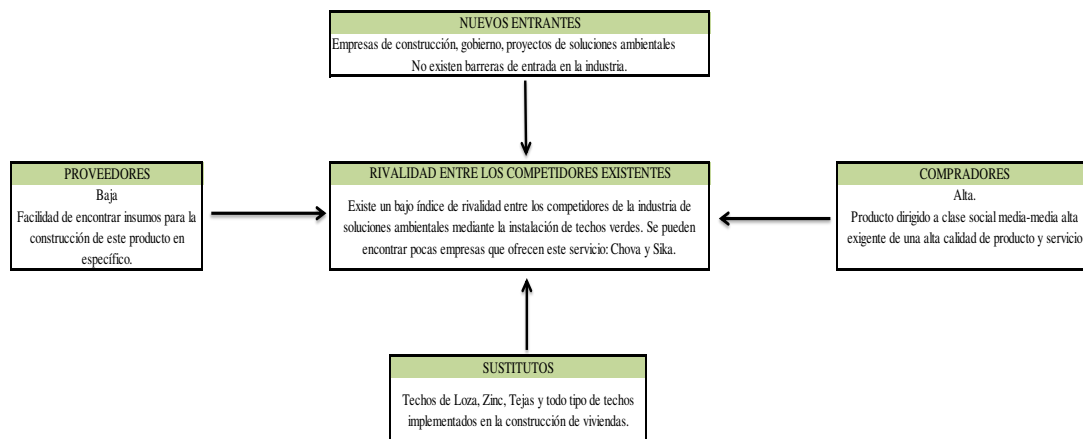 NUEVOS ENTRANTES
Empresas de construcción, gobierno, proyectos de soluciones ambientales
No existen barreras de entrada en la industria.
PROVEEDORES
Baja
Facilidad de encontrar insumos para la
construcción de este producto en
específico.
RIVALIDAD ENTRE LOS COMPETIDORES EXISTENTES
Existe un bajo índice de rivalidad entre los competidores de la industria de
soluciones ambientales mediante la instalación de techos verdes. Se pueden
encontrar pocas empresas que ofrecen este servicio: Chova y Sika.
COMPRADORES
Alta.
Producto dirigido a clase social media-media alta
exigente de una alta calidad de producto y servicio
SUSTITUTOS
Techos de Loza, Zinc, Tejas y todo tipo de techos
implementados en la construcción de viviendas.